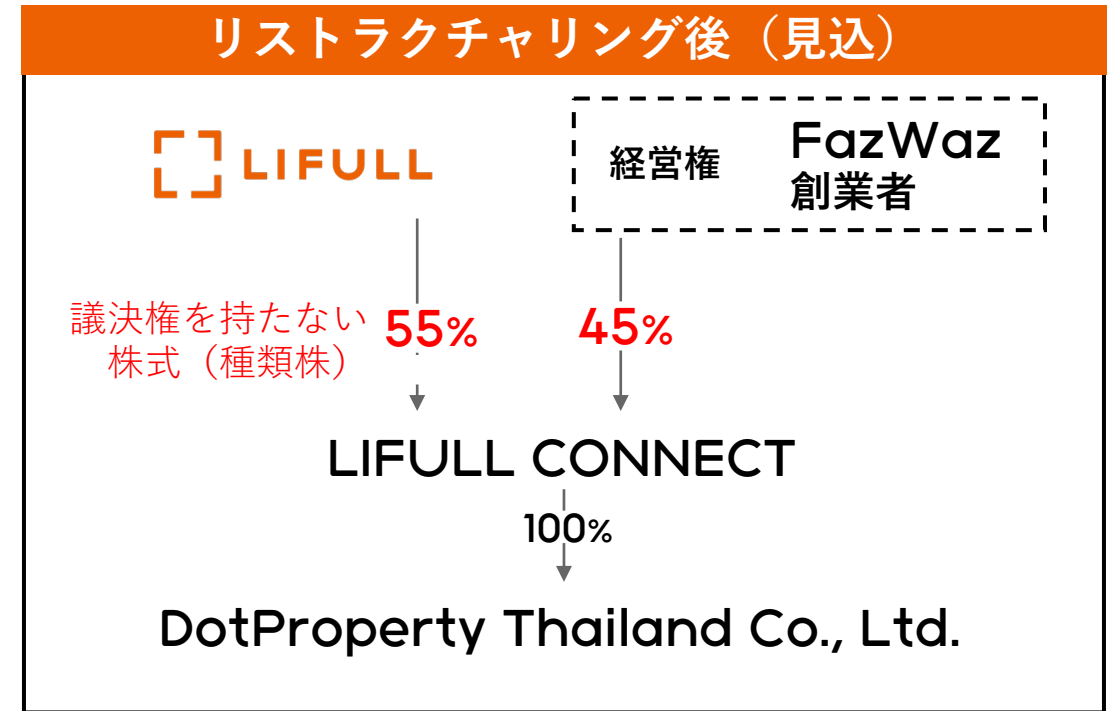 リストラクチャリング後（見込）
LIFULL
経営権
FazWaz
創業者
議決権を持たない
株式（種類株）
55%
45%
LIFULL CONNECT
100%
DotProperty Thailand Co., Ltd.